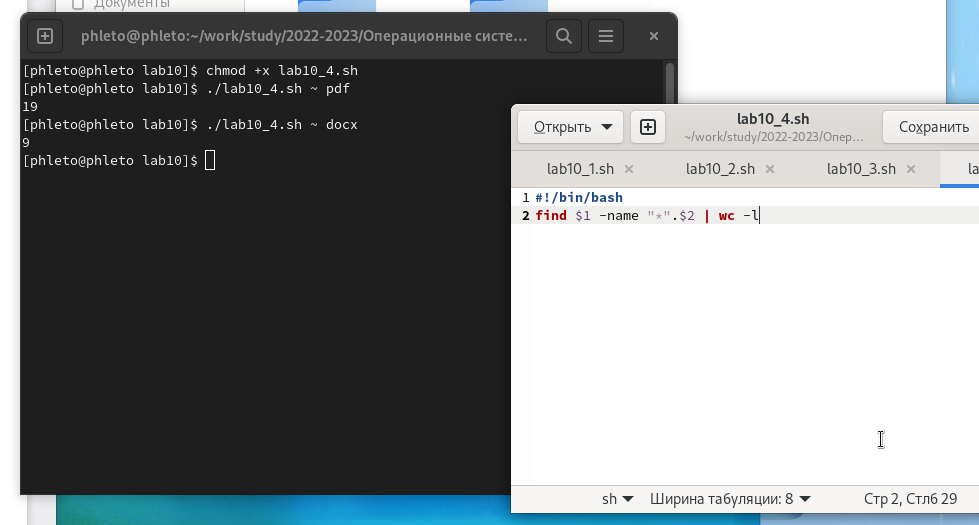 Документы
phleto@phleto:~/work/study/2022-2023/Операционные систе...
[phleto@phleto lab10]$ chmod +x lab10_4.sh
[phleto@phleto lab10]$ ./lab10_4.sh ~ pdf
19
[phleto@phleto lab10]$ ./lab10_4.sh ~ docx
9
[phleto@phleto lab10]$
Открыть
lab10_4.sh
~/work/study/2022-2023/Опер...
Сохранить
lab10_1.sh
lab10_2.sh
lab10_3.sh
la
1 #!/bin/bash
2 find $1 -name "*".$2 | wc -l
sh Ширина табуляции: 8 Стр 2, Стлб 29